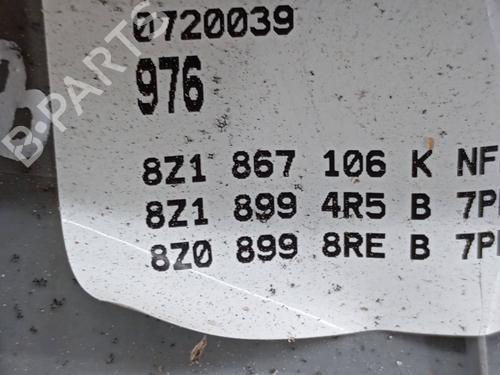 0720039
976
8Z1 867 106 K NF
8Z1 899 4R5 B 7P
8Z0 899 8RE B 7P
B-PARTS